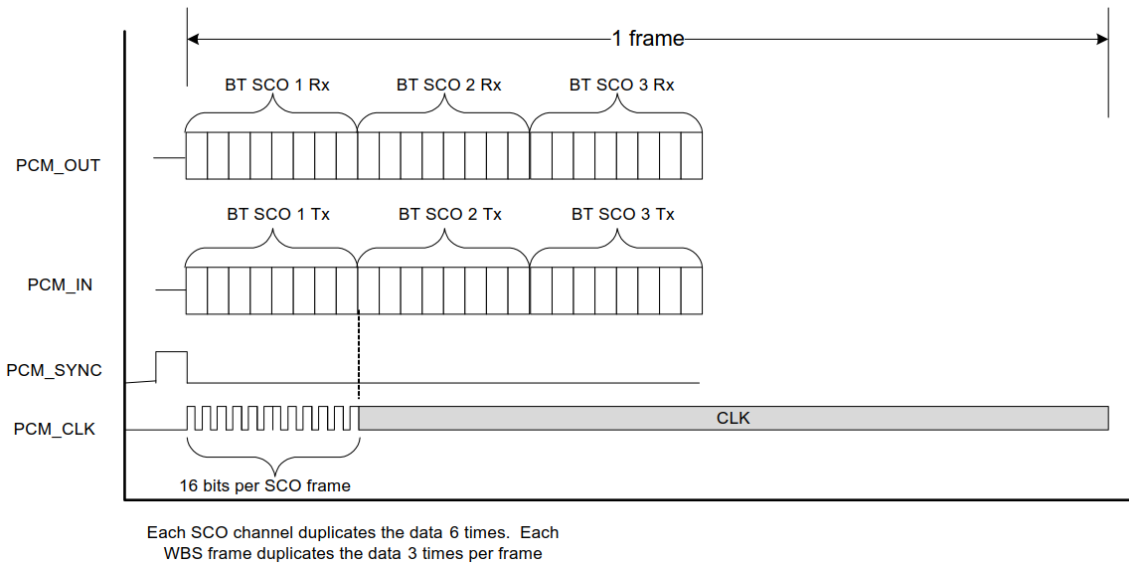 1 frame
BT SCO 1 Rx BT SCO 2 Rx BT SCO 3 Rx
PCM_OUT
BT SCO 1 Tx BT SCO 2 Tx BT SCO 3 Tx
PCM_IN
PCM_SYNC
PCM_CLK
CLK
16 bits per SCO frame
Each SCO channel duplicates the data 6 times. Each
WBS frame duplicates the data 3 times per frame